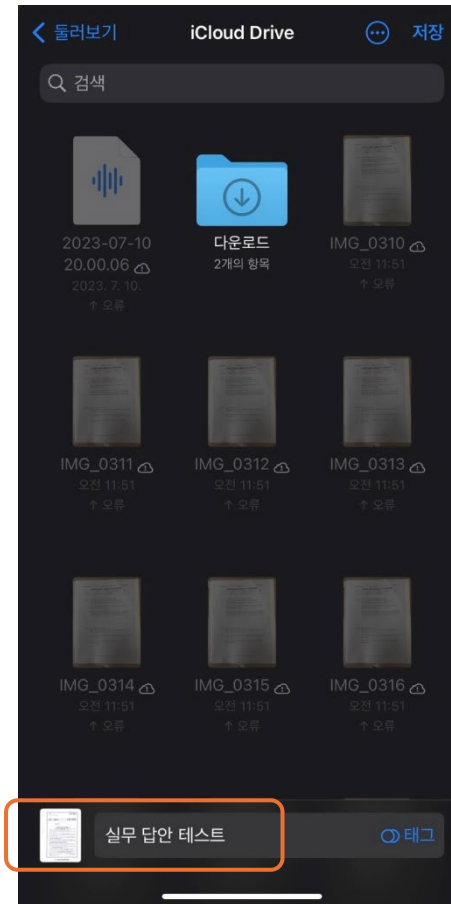 둘러보기
iCloud Drive
저장
검색
2023-07-10
20.00.06
2023. 7. 10.
↑ 오류
다운로드
2개의 항목
IMG_0310
오전 11:51
↑ 오류
IMG_0311
오전 11:51
↑ 오류
IMG_0312
오전 11:51
↑ 오류
IMG_0313
오전 11:51
↑ 오류
IMG_0314
오전 11:51
↑ 오류
IMG_0315
오전 11:51
↑ 오류
IMG_0316
오전 11:51
↑ 오류
실무 답안 테스트
태그